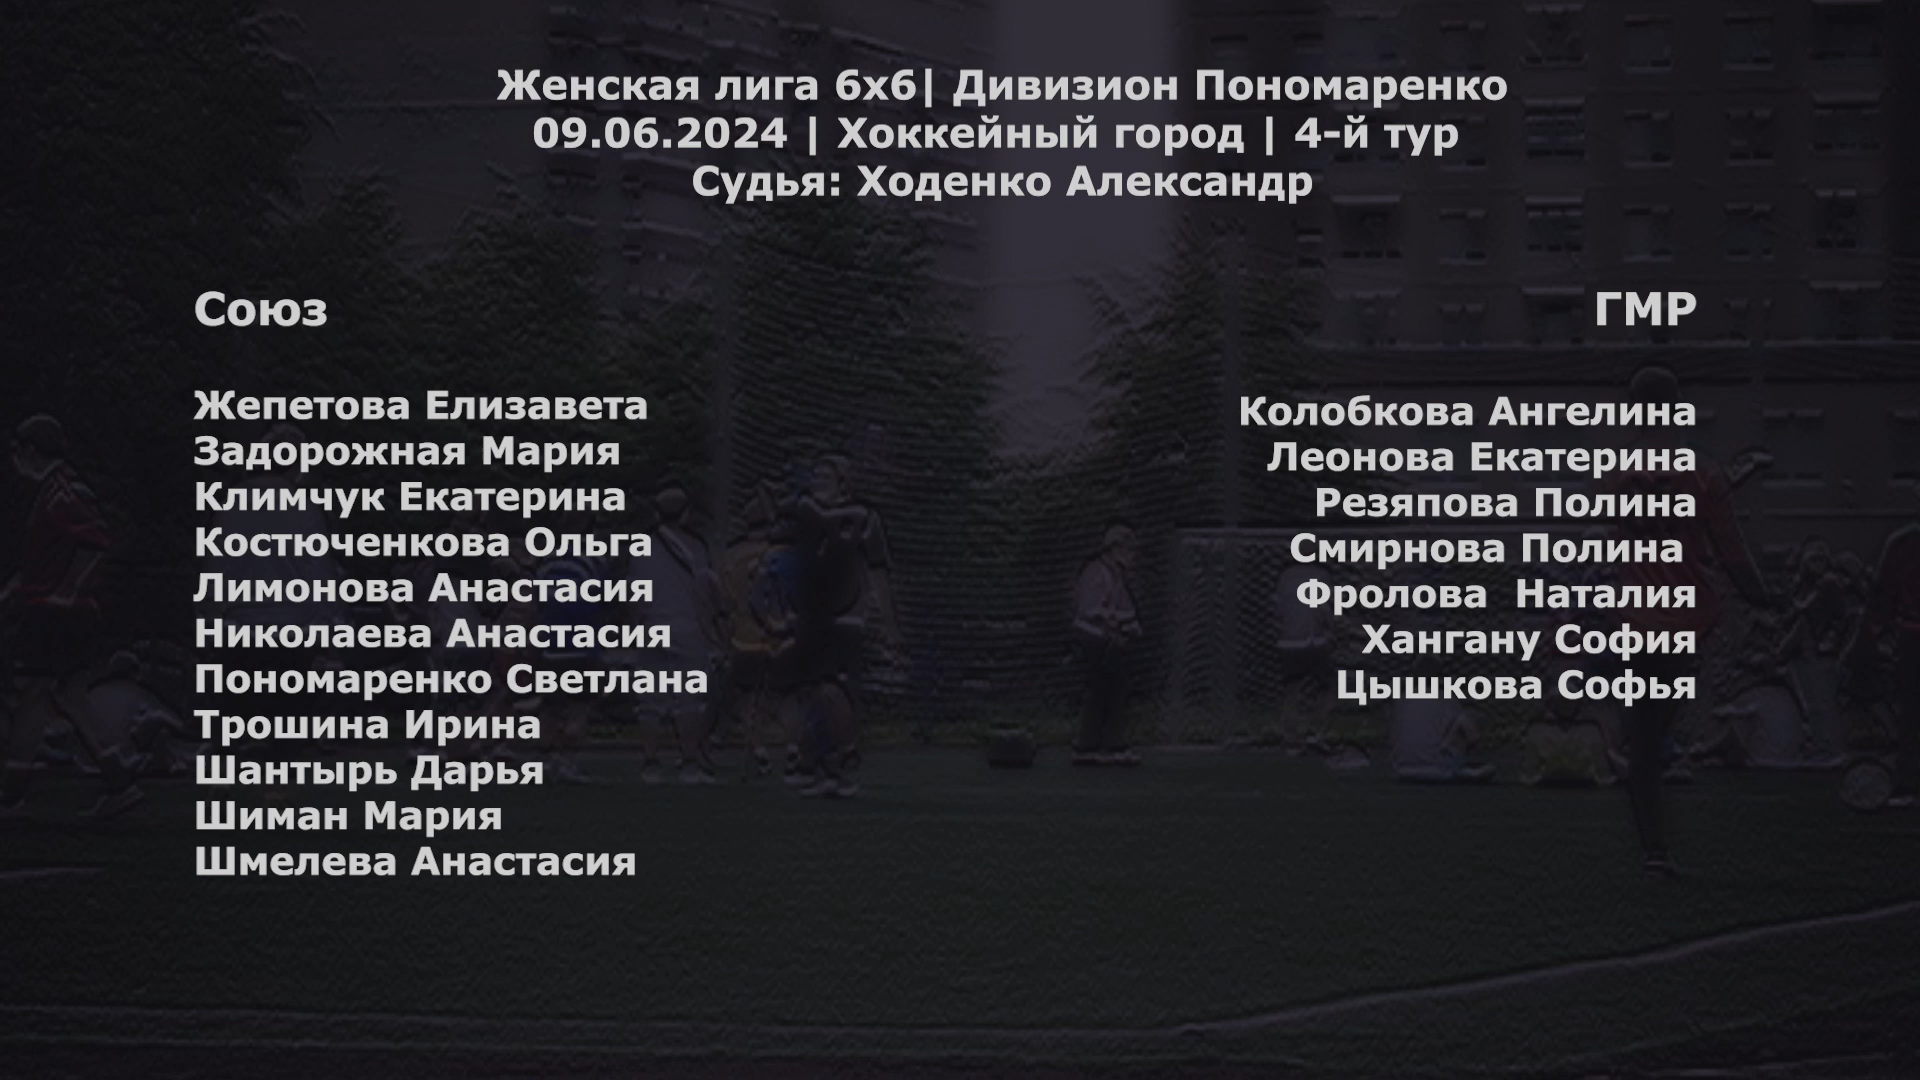 Женская лига 6х6| Дивизион Пономаренко
09.06.2024 | Хоккейный город | 4-й тур
Судья: Ходенко Александр
Союз
Жепетова Елизавета
Задорожная Мария
Климчук Екатерина
Костюченкова Ольга
Лимонова Анастасия
Николаева Анастасия
Пономаренко Светлана
Трошина Ирина
Шантырь Дарья
Шиман Мария
Шмелева Анастасия
ГМР
Колобкова Ангелина
Леонова Екатерина
Резяпова Полина
Смирнова Полина
Фролова  Наталия
Хангану София
Цышкова Софья